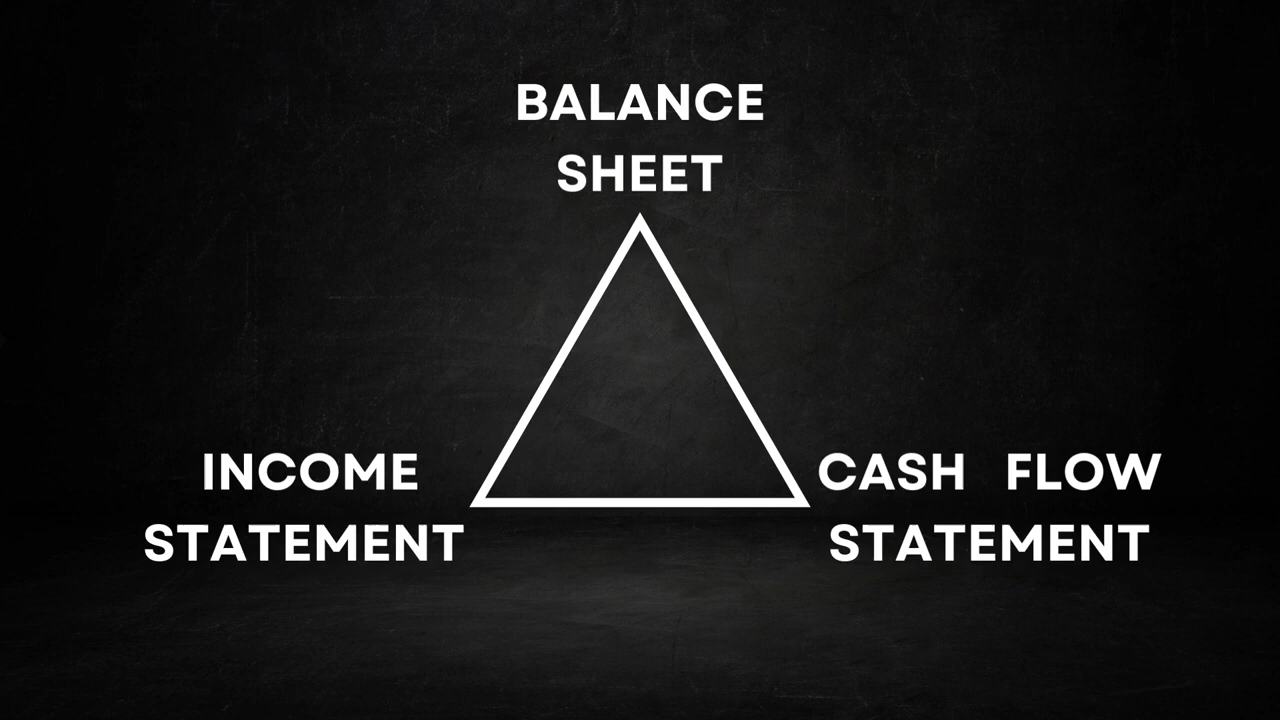 BALANCE
SHEET
INCOME
STATEMENT
CASH FLOW
STATEMENT